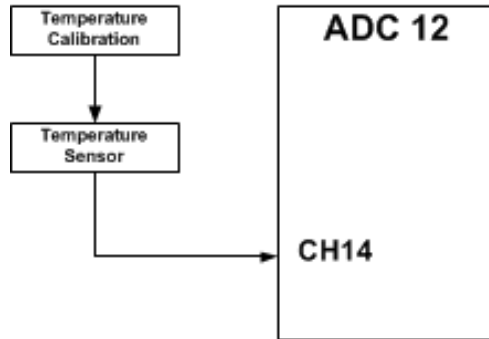 Temperature
Calibration
ADC 12
Temperature
Sensor
CH14